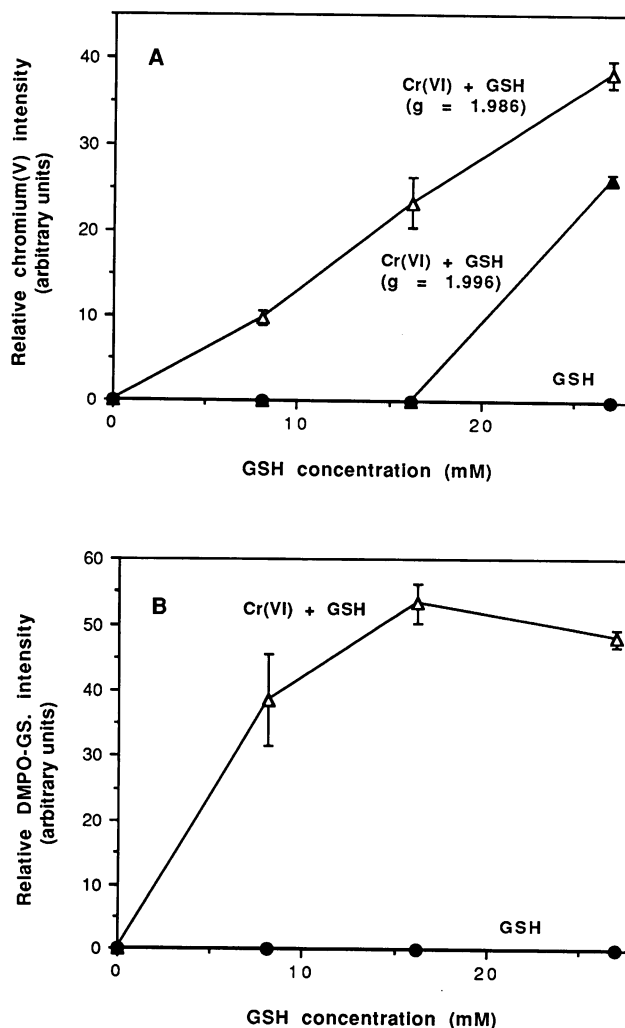 A
Relative chromium(V) intensity
(arbitrary units)
40
30
20
10
0
Cr(VI) + GSH
(g = 1.986)
Cr(VI) + GSH
(g = 1.996)
GSH
10
20
GSH concentration (mM)
B
Relative DMPO-GS. intensity
(arbitrary units)
60
50
40
30
20
10
0
Cr(VI) + GSH
GSH
0
10
20
GSH concentration (mM)